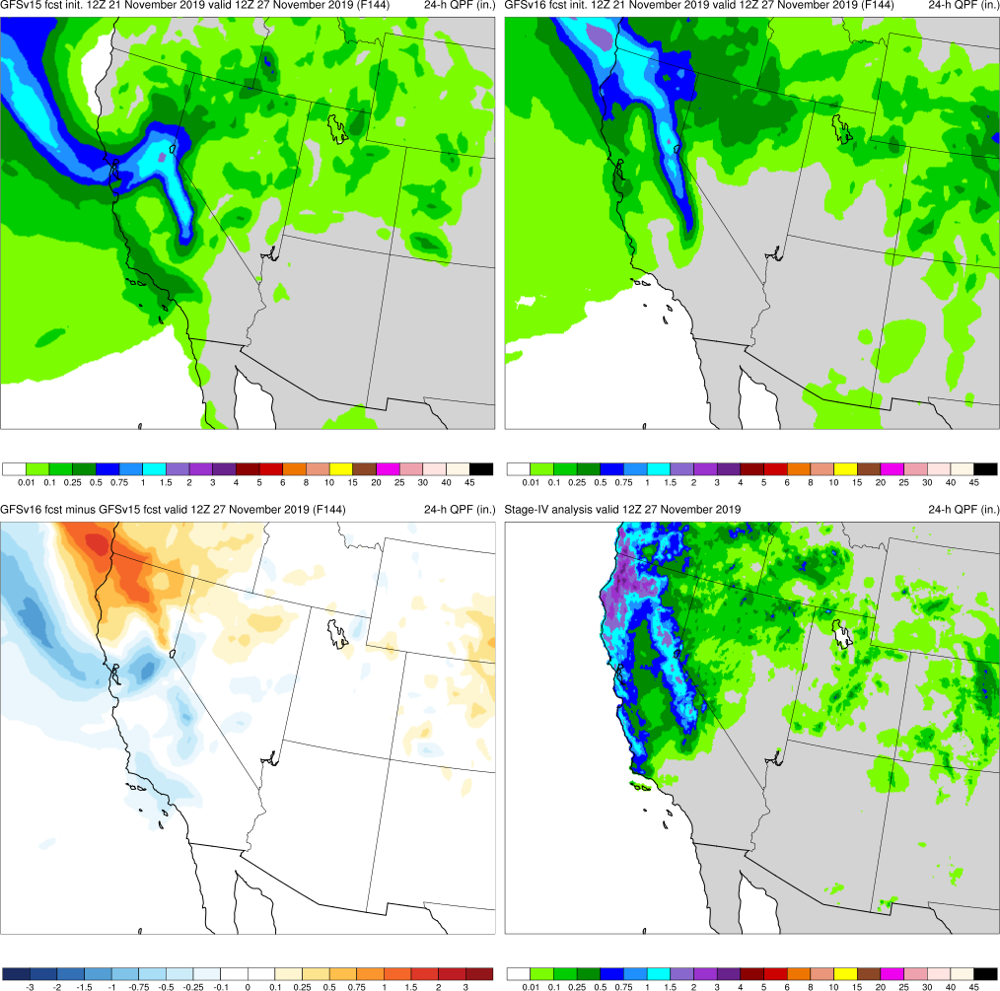 GFSv15 fcst init. 12Z 21 November 2019 valid 12Z 27 November 2019 (F144) 24-h QPF (in.)
GFSv16 fcst init. 12Z 21 November 2019 valid 12Z 27 November 2019 (F144) 24-h QPF (in.)
0.01 0.1 0.25 0.5 0.75 1 1.5 2 3 4 5 6 8 10 15 20 25 30 40 45
0.01 0.1 0.25 0.5 0.75 1 1.5 2 3 4 5 6 8 10 15 20 25 30 40 45
GFSv16 fcst minus GFSv15 fcst valid 12Z 27 November 2019 (F144) 24-h QPF (in.)
Stage-IV analysis valid 12Z 27 November 2019 24-h QPF (in.)
-3 -2 -1.5 -1 -0.75 -0.5 -0.25 -0.1 0 0.1 0.25 0.5 0.75 1 1.5 2 3
0.01 0.1 0.25 0.5 0.75 1 1.5 2 3 4 5 6 8 10 15 20 25 30 40 45